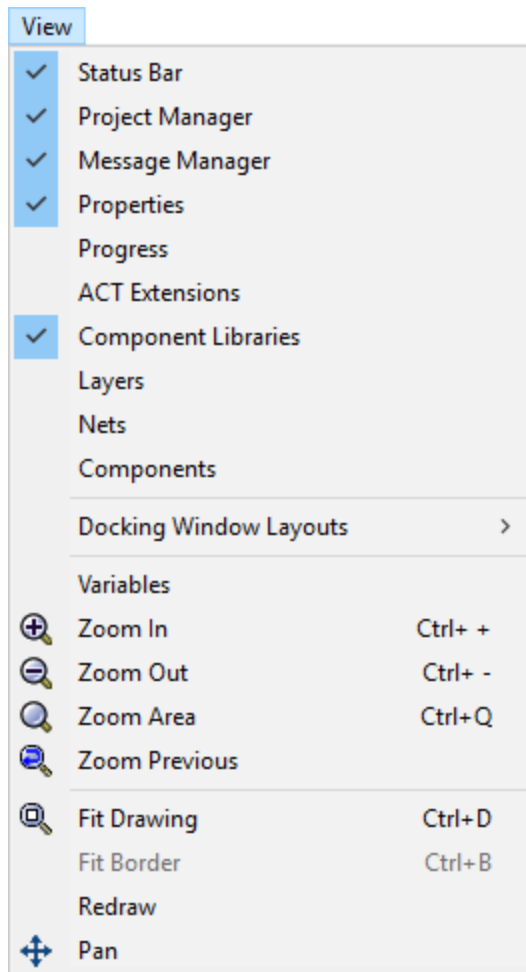 View
Status Bar
Project Manager
Message Manager
Properties
Progress
ACT Extensions
Component Libraries
Layers
Nets
Components
Docking Window Layouts
Variables
Zoom In Ctrl+ +
Zoom Out Ctrl+ -
Zoom Area Ctrl+Q
Zoom Previous
Fit Drawing Ctrl+D
Fit Border Ctrl+B
Redraw
Pan